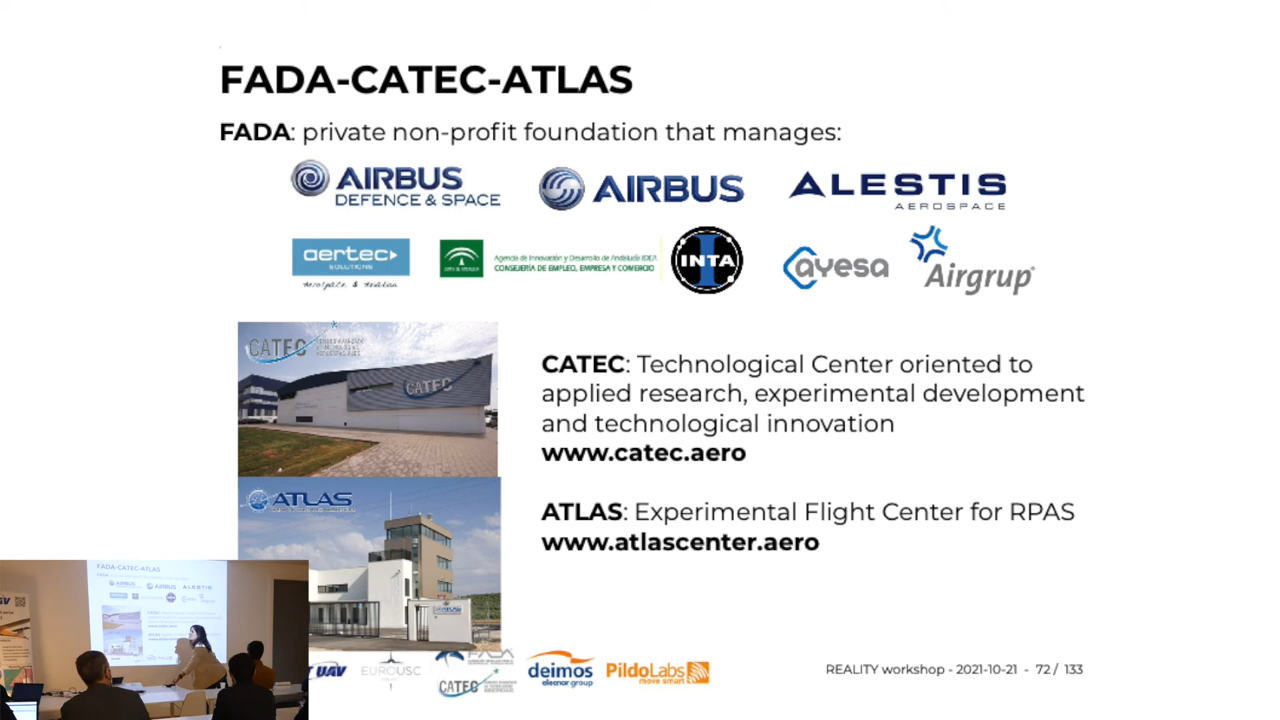 FADA-CATEC-ATLAS
FADA: private non-profit foundation that manages:
AIRBUS
DEFENCE & SPACE
AIRBUS
ALESTIS
AEROSPACE
aertec
SOLUTIONS
Aerospace & Aviation
Agencia de Innovación y Desarrollo de Andalucía IDEA
CONSEJERÍA DE EMPLEO, EMPRESA Y COMERCIO
INTA
ayesa
Airgrup
CATEC
CATEC
CATEC: Technological Center oriented to
applied research, experimental development
and technological innovation
www.catec.aero
ATLAS
ATLAS: Experimental Flight Center for RPAS
www.atlascenter.aero
ATLAS
FADA-CATEC-ATLAS
AIRBUS
AIRBUS
ALESTIS
UAV
EUROUSC
FADA
CATEC
deimos
elecnor group
PildoLabs
move smart
REALITY workshop - 2021-10-21 - 72 / 133